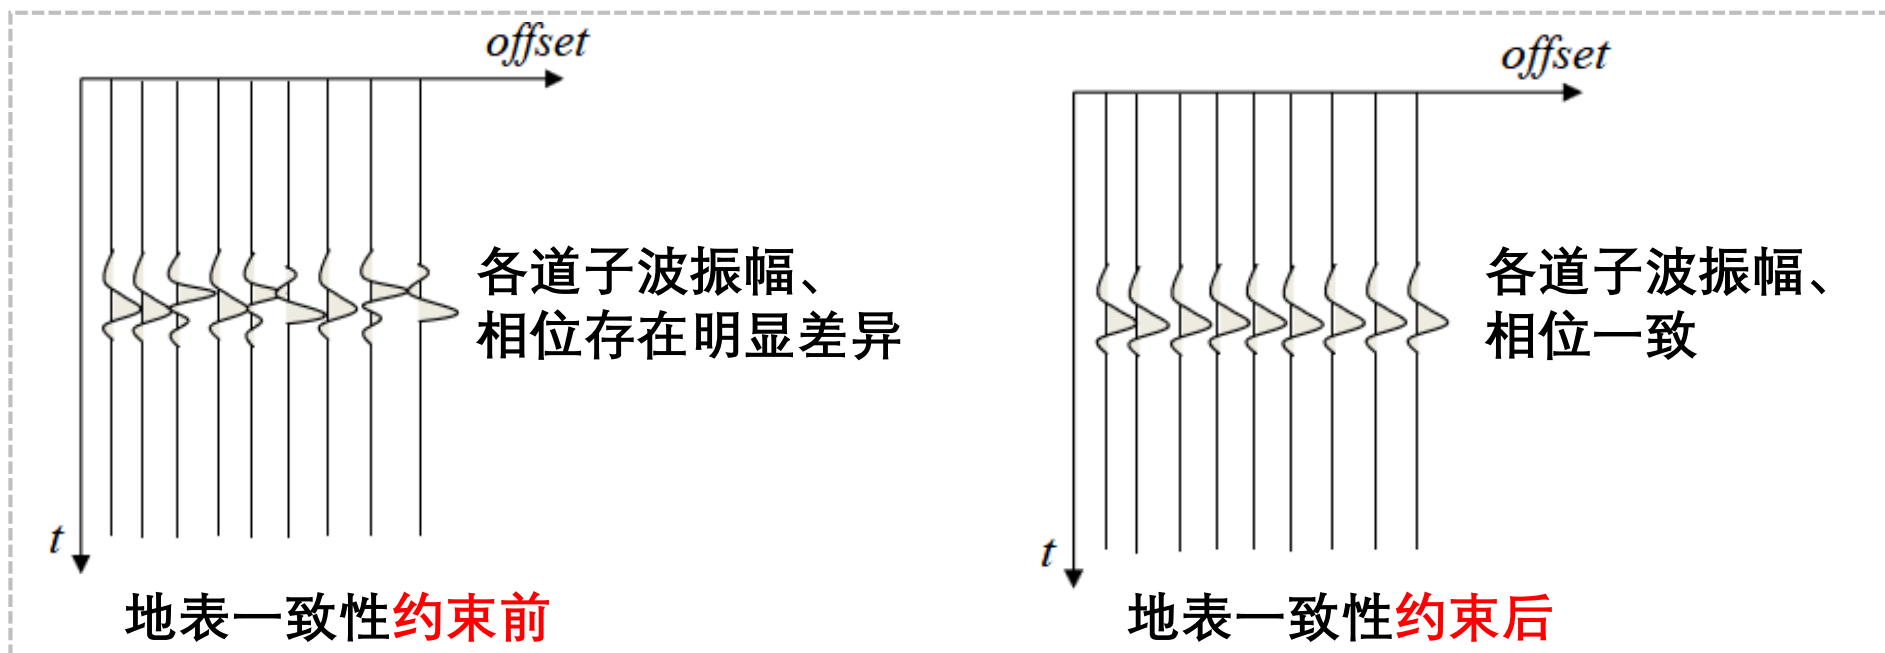 offset
各道子波振幅、
相位存在明显差异
t
地表一致性约束前
offset
各道子波振幅、
相位一致
t
地表一致性约束后